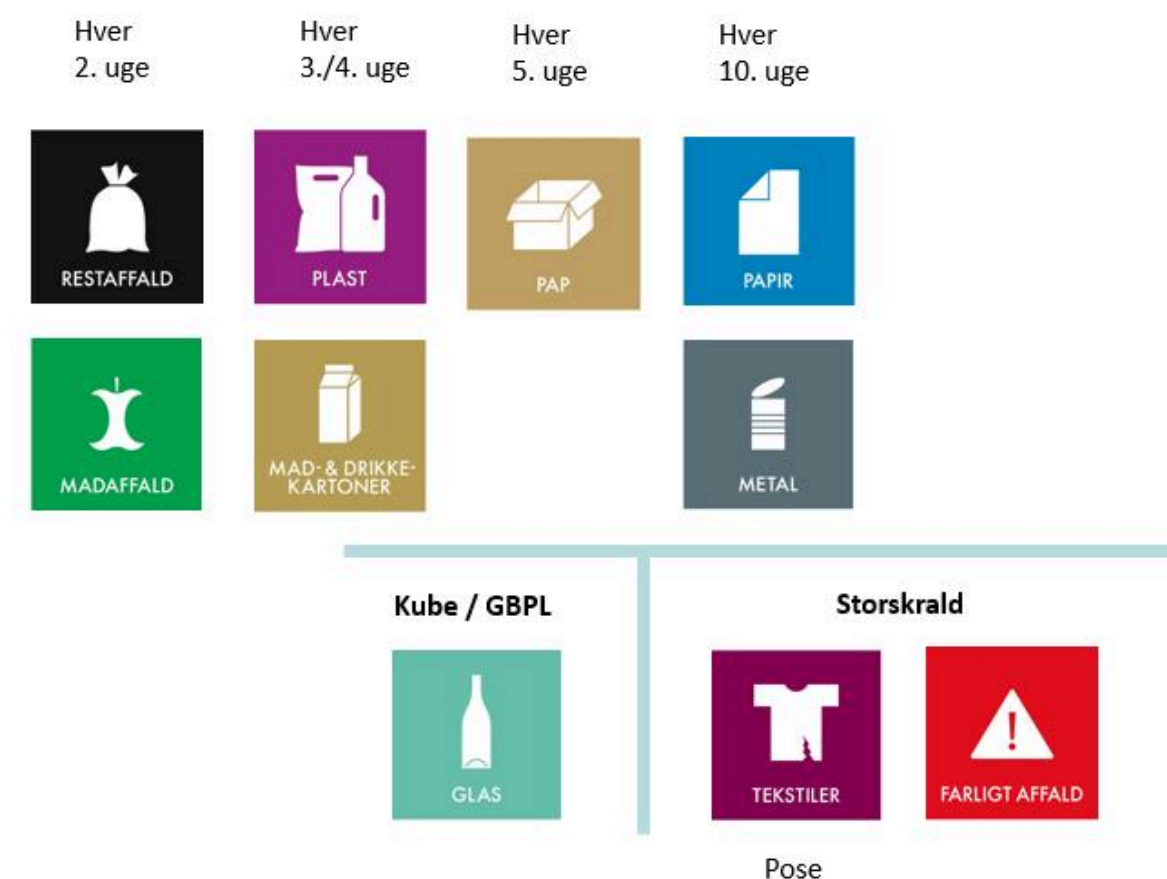 Hver
2. uge
Hver
3./4. uge
Hver
5. uge
Hver
10. uge
RESTAFFALD
PLAST
PAP
PAPIR
MADAFFALD
MAD- & DRIKKE-
KARTONER
METAL
Kube / GBPL
Storskrald
GLAS
TEKSTILER
FARLIGT AFFALD
Pose